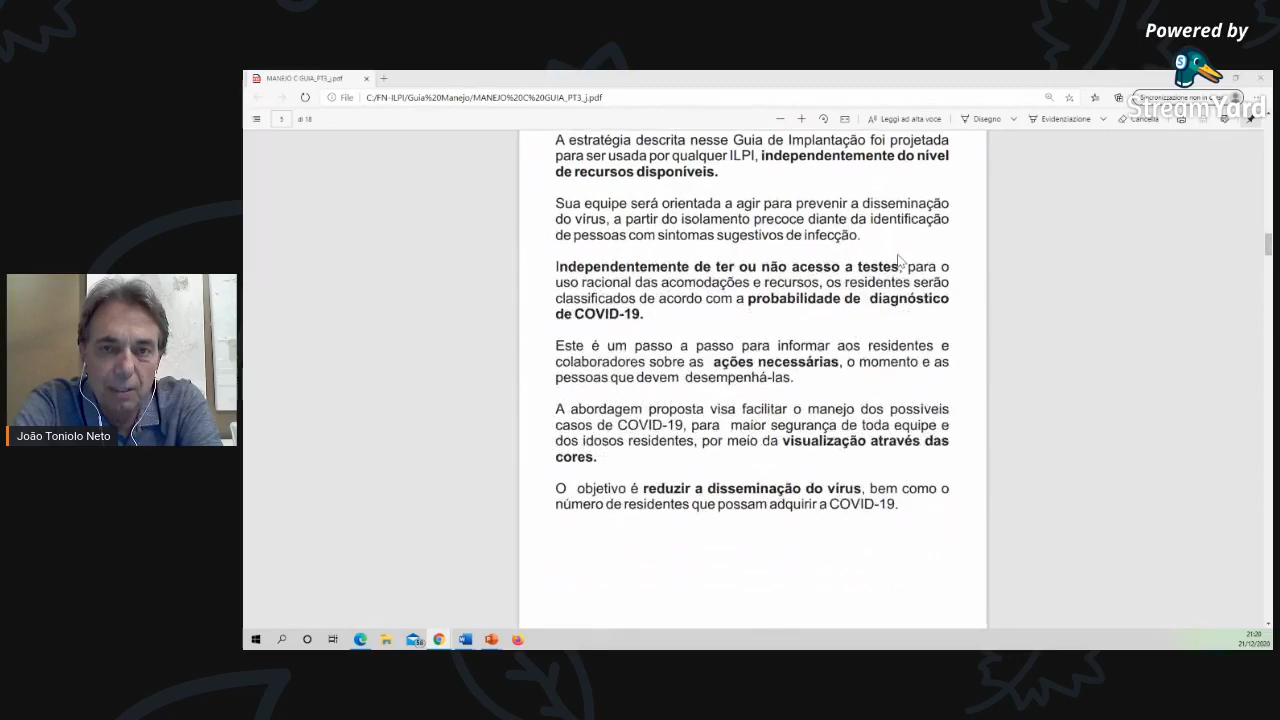 Powered by
StreamYard
MANEJO C GUIA_PT3_j.pdf
File
C:/FN-ILPI/Guia%20Manejo/MANEJO%20C%20GUIA_PT3_j.pdf
5
di 18
Leggi ad alta voce
Disegno
Evidenziazione
Cancella
A estratégia descrita nesse Guia de Implantação foi projetada
para ser usada por qualquer ILPI, independentemente do nível
de recursos disponíveis.
Sua equipe será orientada a agir para prevenir a disseminação
do vírus, a partir do isolamento precoce diante da identificação
de pessoas com sintomas sugestivos de infecção.
Independentemente de ter ou não acesso a testes, para o
uso racional das acomodações e recursos, os residentes serão
classificados de acordo com a probabilidade de diagnóstico
de COVID-19.
Este é um passo a passo para informar aos residentes e
colaboradores sobre as ações necessárias, o momento e as
pessoas que devem desempenhá-las.
A abordagem proposta visa facilitar o manejo dos possíveis
casos de COVID-19, para maior segurança de toda equipe e
dos idosos residentes, por meio da visualização através das
cores.
O objetivo é reduzir a disseminação do vírus, bem como o
número de residentes que possam adquirir a COVID-19.
João Toniolo Neto
21:20
21/12/2020